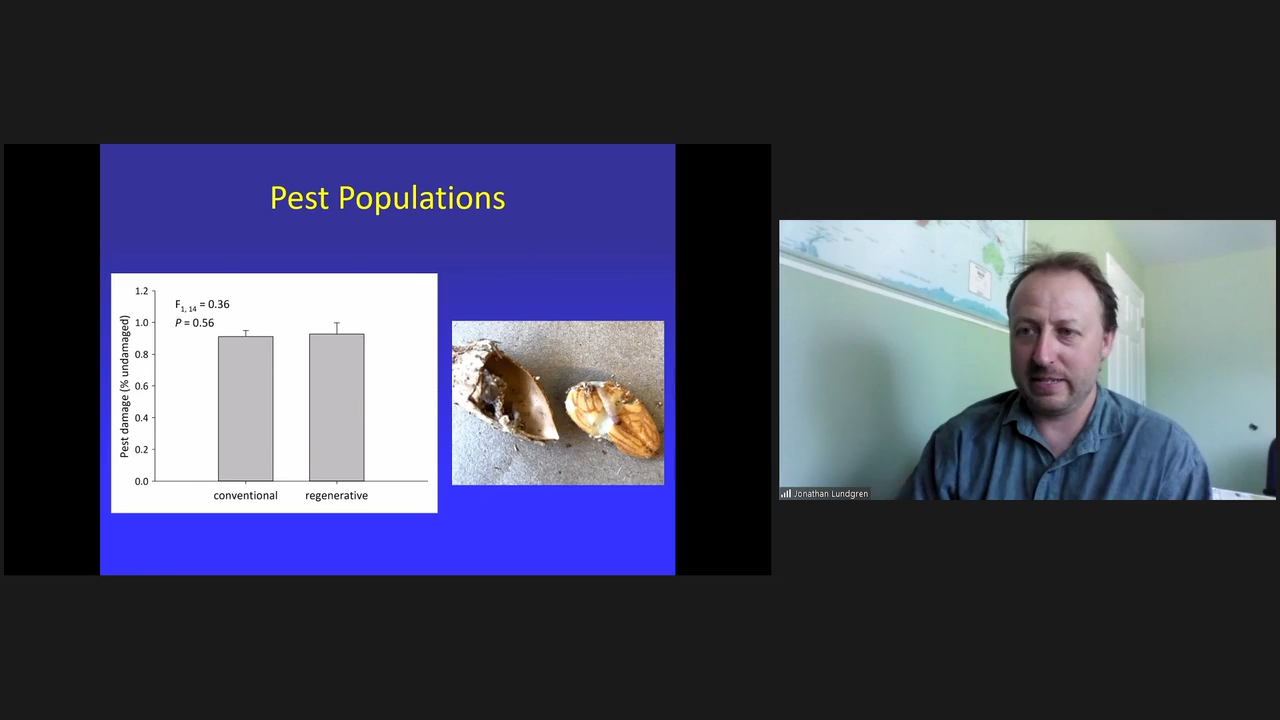 Pest Populations
F1, 14 = 0.36
P = 0.56
Pest damage (% undamaged)
1.2
1.0
0.8
0.6
0.4
0.2
0.0
conventional
regenerative
Jonathan Lundgren